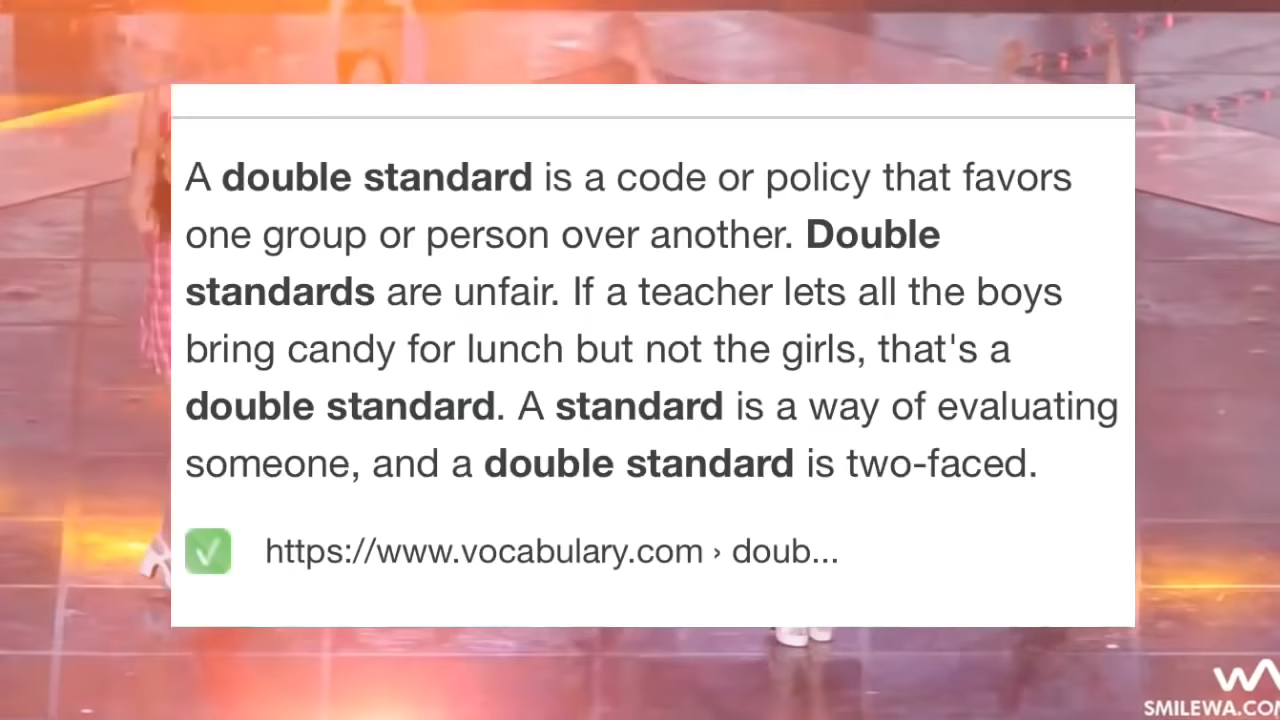 A double standard is a code or policy that favors
one group or person over another. Double
standards are unfair. If a teacher lets all the boys
bring candy for lunch but not the girls, that's a
double standard. A standard is a way of evaluating
someone, and a double standard is two-faced.
https://www.vocabulary.com › doub...
WA
SMILEWA.COM